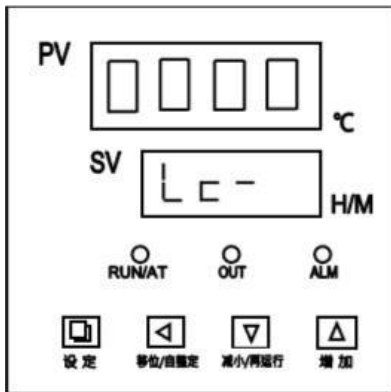 PV 0000 ℃
SV Lc- H/M
RUN/AT OUT ALM
设定 移位/自整定 减小/再运行 增加